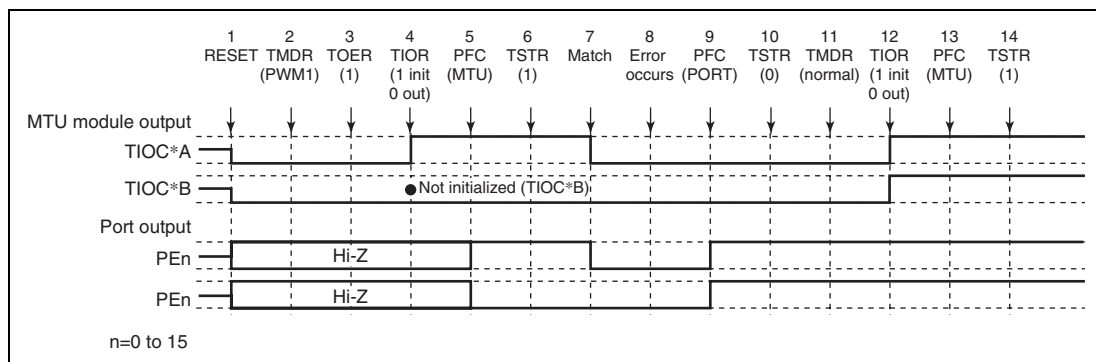 1 2 3 4 5 6 7 8 9 10 11 12 13 14
RESET TMDR TOER TIOR PFC TSTR Match Error PFC TSTR TMDR TIOR PFC TSTR
(PWM1) (1) (1 init (MTU) (1) occurs (PORT) (0) (normal) (1 init (MTU) (1)
0 out) 0 out)
MTU module output
TIOC*A
TIOC*B ● Not initialized (TIOC*B)
Port output
PEn Hi-Z
PEn Hi-Z
n=0 to 15